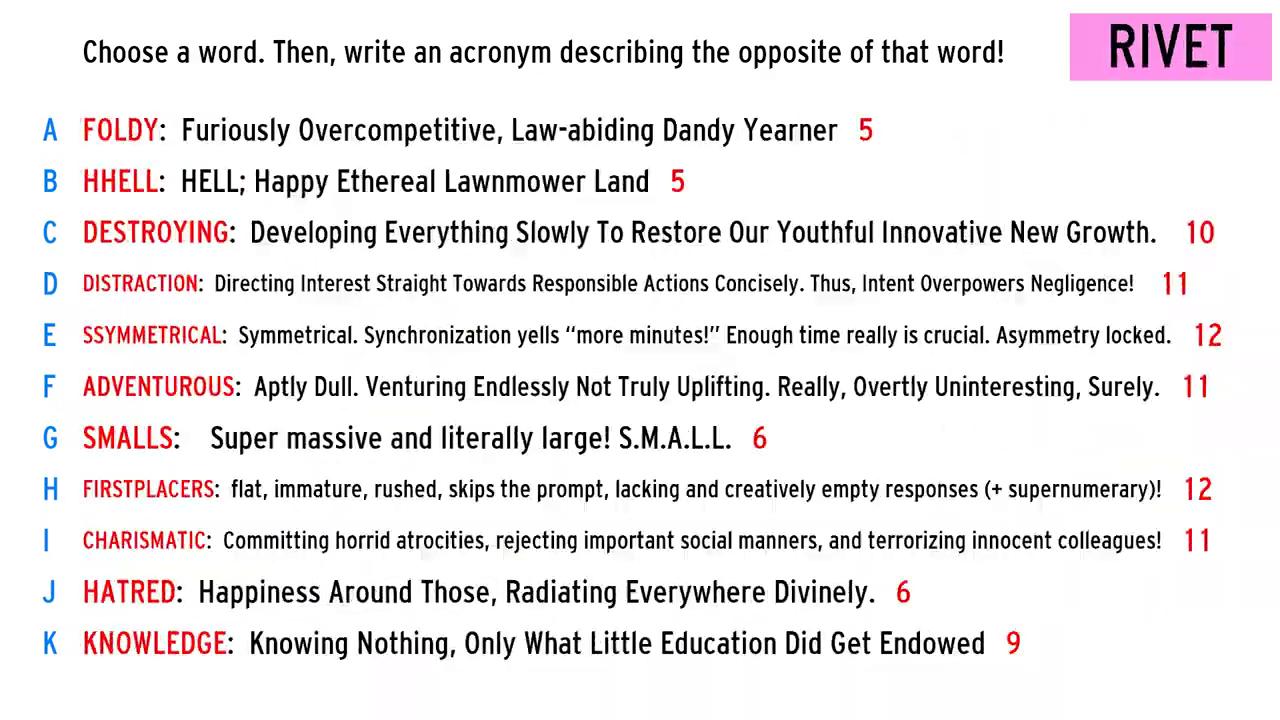 Choose a word. Then, write an acronym describing the opposite of that word!
RIVET
A FOLDY: Furiously Overcompetitive, Law-abiding Dandy Yearner 5
B HHELL: HELL; Happy Ethereal Lawnmower Land 5
C DESTROYING: Developing Everything Slowly To Restore Our Youthful Innovative New Growth. 10
D DISTRACTION: Directing Interest Straight Towards Responsible Actions Concisely. Thus, Intent Overpowers Negligence! 11
E SSYMMETRICAL: Symmetrical. Synchronization yells “more minutes!” Enough time really is crucial. Asymmetry locked. 12
F ADVENTUROUS: Aptly Dull. Venturing Endlessly Not Truly Uplifting. Really, Overtly Uninteresting, Surely. 11
G SMALLS: Super massive and literally large! S.M.A.L.L. 6
H FIRSTPLACERS: flat, immature, rushed, skips the prompt, lacking and creatively empty responses (+ supernumerary)! 12
I CHARISMATIC: Committing horrid atrocities, rejecting important social manners, and terrorizing innocent colleagues! 11
J HATRED: Happiness Around Those, Radiating Everywhere Divinely. 6
K KNOWLEDGE: Knowing Nothing, Only What Little Education Did Get Endowed 9